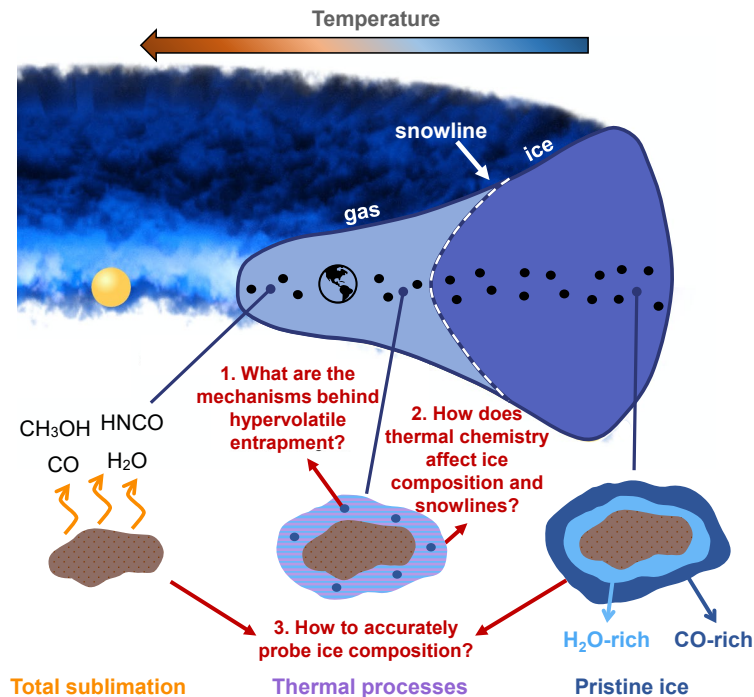 Temperature
snowline
ice
gas
1. What are the
mechanisms behind
hypervolatile
entrapment?
2. How does
thermal chemistry
affect ice
composition and
snowlines?
CH₃OH HNCO
CO H₂O
3. How to accurately
probe ice composition?
H₂O-rich CO-rich
Total sublimation Thermal processes Pristine ice